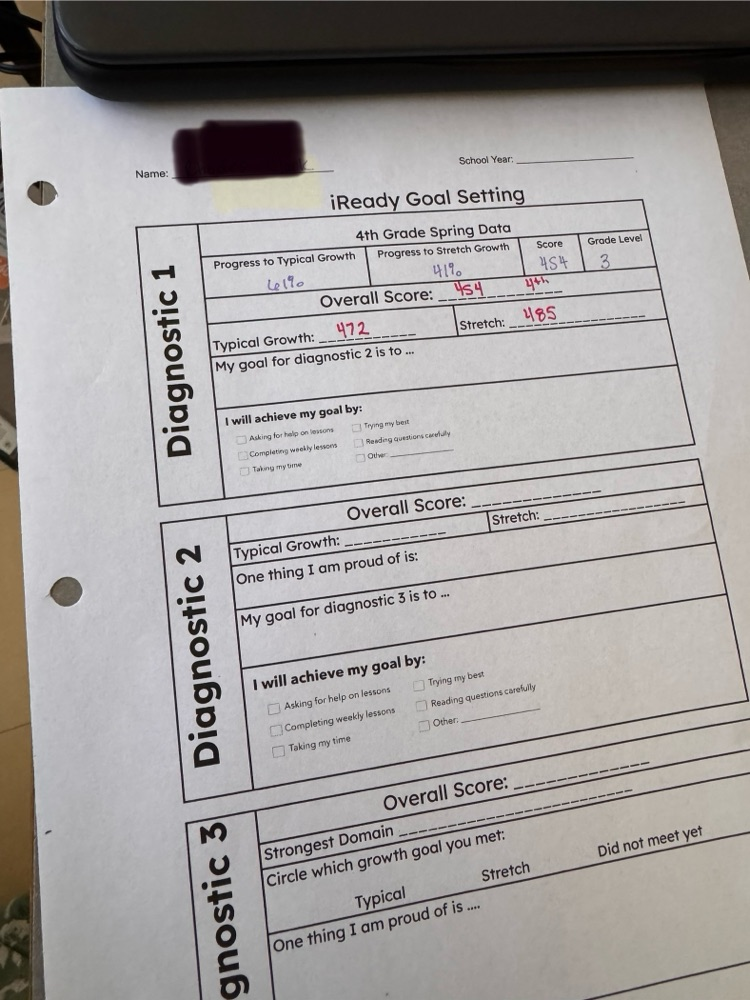 Name:
School Year:
iReady Goal Setting
Diagnostic 1
4th Grade Spring Data
Progress to Typical Growth Progress to Stretch Growth Score Grade Level
61% 41% 454 3
Overall Score: 454 4th
Typical Growth: 472 Stretch: 485
My goal for diagnostic 2 is to ...
I will achieve my goal by:
Asking for help on lessons Trying my best
Completing weekly lessons Reading questions carefully
Taking my time Other:
Diagnostic 2
Overall Score:
Typical Growth: Stretch:
One thing I am proud of is:
My goal for diagnostic 3 is to ...
I will achieve my goal by:
Asking for help on lessons Trying my best
Completing weekly lessons Reading questions carefully
Taking my time Other:
gnostic 3
Overall Score:
Strongest Domain
Circle which growth goal you met:
Typical Stretch Did not meet yet
One thing I am proud of is ....